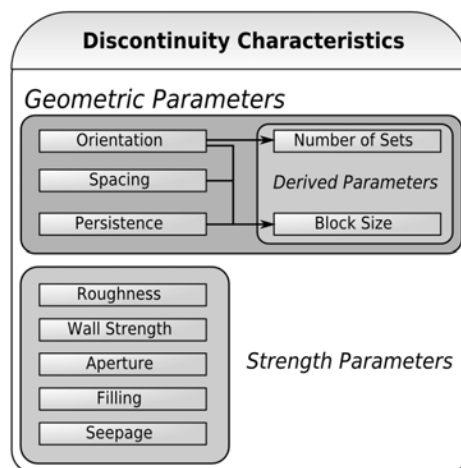 Discontinuity Characteristics
Geometric Parameters
Orientation
Number of Sets
Spacing
Derived Parameters
Persistence
Block Size
Roughness
Wall Strength
Aperture
Strength Parameters
Filling
Seepage